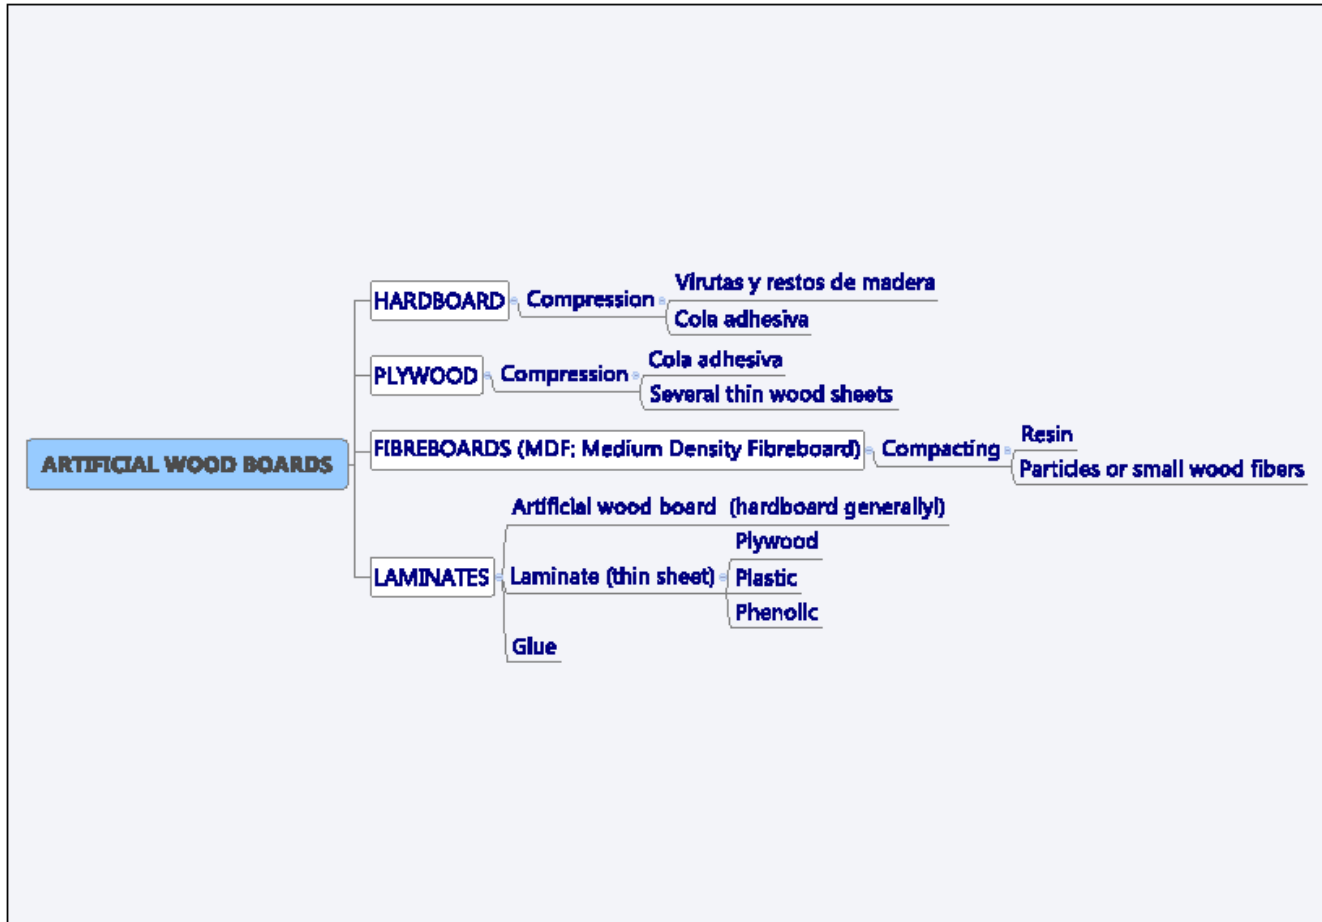 ARTIFICIAL WOOD BOARDS
HARDBOARD
Compression
Virutas y restos de madera
Cola adhesiva
PLYWOOD
Compression
Cola adhesiva
Several thin wood sheets
FIBREBOARDS (MDF; Medium Density Fibreboard)
Compacting
Resin
Particles or small wood fibers
LAMINATES
Artificial wood board  (hardboard generallyl)
Laminate (thin sheet)
Plywood
Plastic
Phenolic
Glue